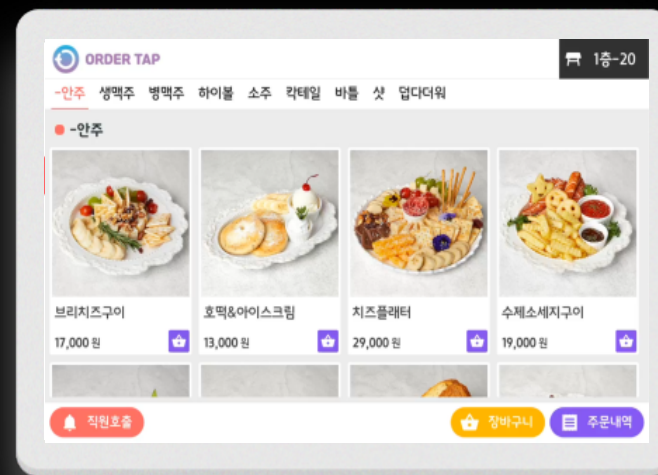 ORDER TAP
1층-20
-안주 생맥주 병맥주 하이볼 소주 칵테일 바틀 샷 덥다더워
-안주
브리치즈구이
17,000 원
호떡&아이스크림
13,000 원
치즈플래터
29,000 원
수제소세지구이
19,000 원
직원호출
장바구니
주문내역